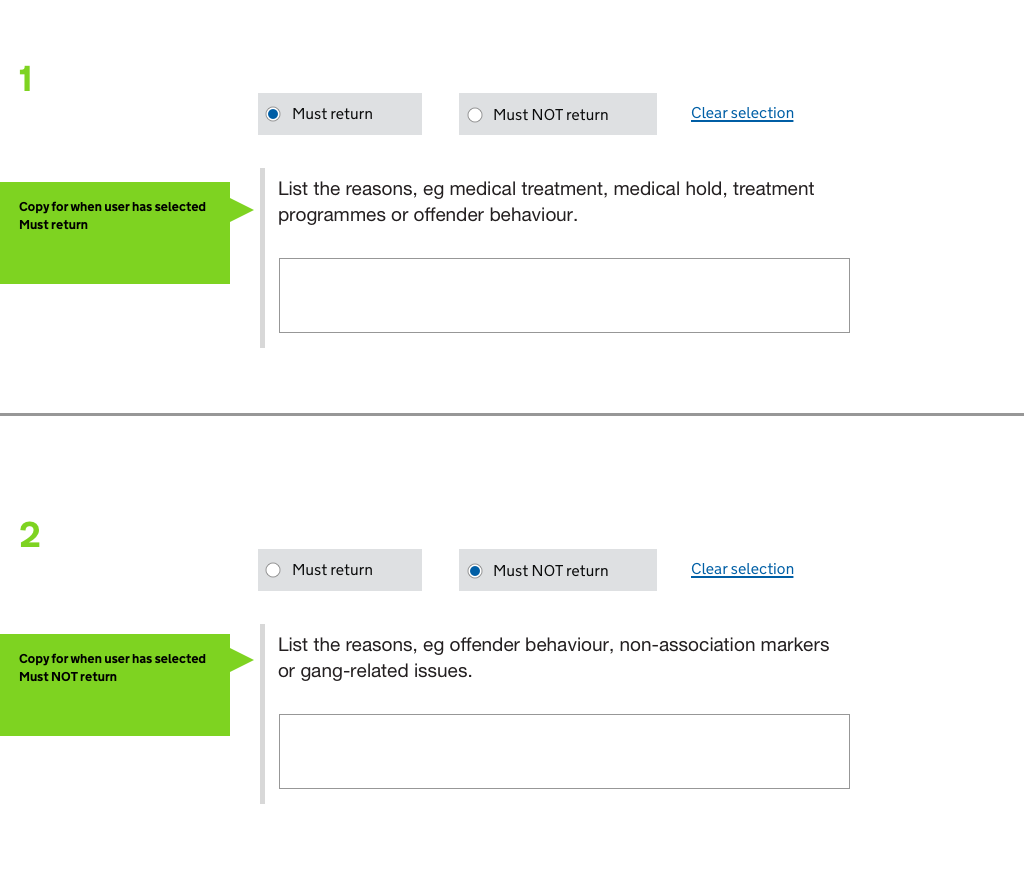 1
Must return
Must NOT return
Clear selection
Copy for when user has selected
Must return
List the reasons, eg medical treatment, medical hold, treatment
programmes or offender behaviour.
2
Must return
Must NOT return
Clear selection
Copy for when user has selected
Must NOT return
List the reasons, eg offender behaviour, non-association markers
or gang-related issues.